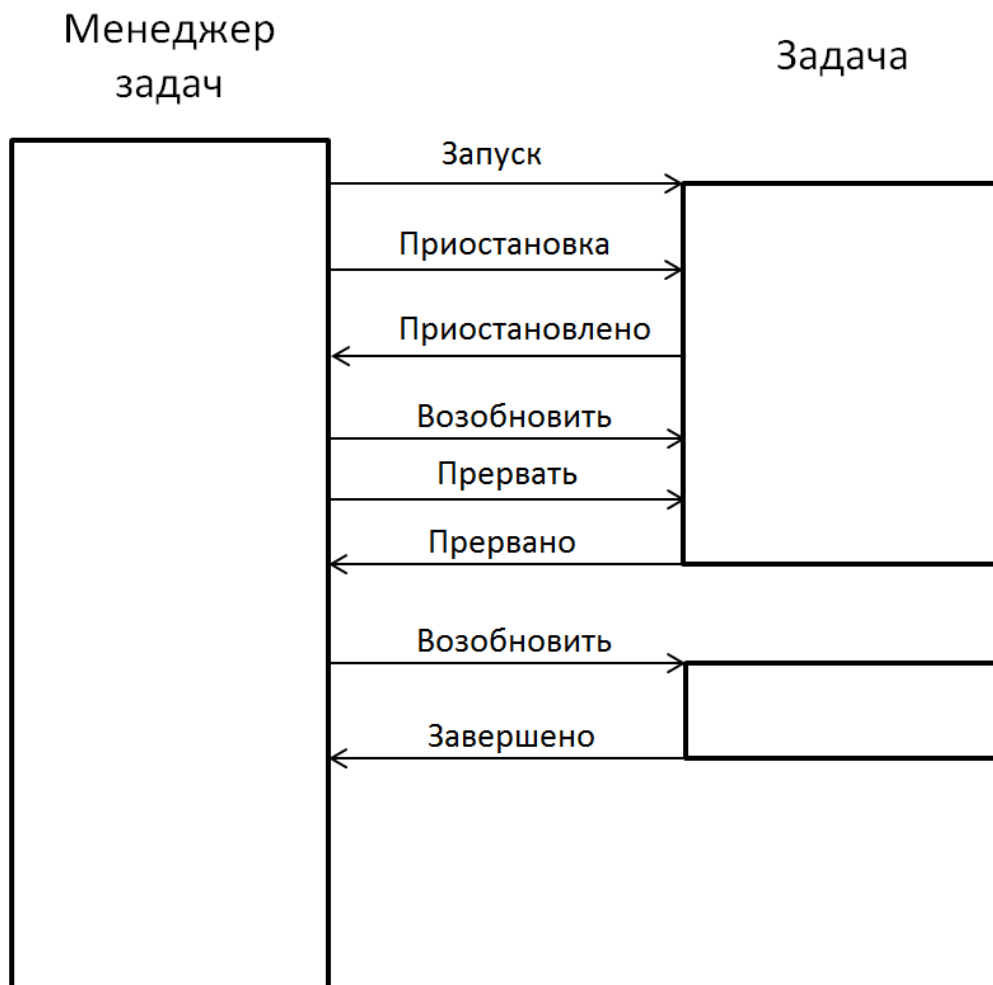 Менеджер
задач
Задача
Запуск
Приостановка
Приостановлено
Возобновить
Прервать
Прервано
Возобновить
Завершено